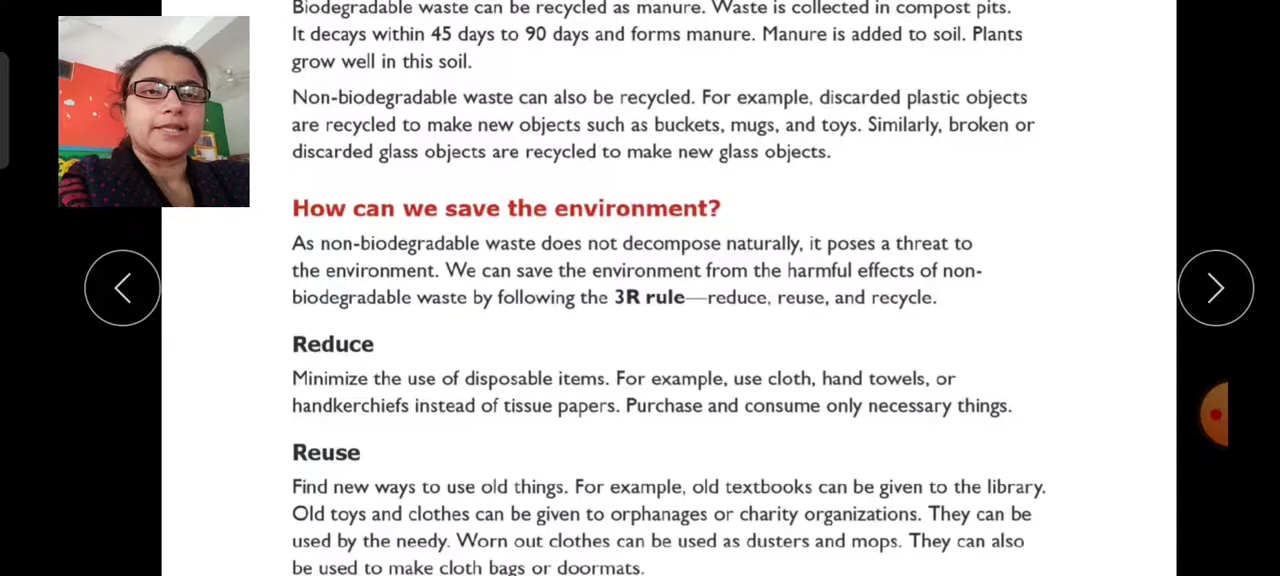 Biodegradable waste can be recycled as manure. Waste is collected in compost pits.
It decays within 45 days to 90 days and forms manure. Manure is added to soil. Plants
grow well in this soil.
Non-biodegradable waste can also be recycled. For example, discarded plastic objects
are recycled to make new objects such as buckets, mugs, and toys. Similarly, broken or
discarded glass objects are recycled to make new glass objects.
How can we save the environment?
As non-biodegradable waste does not decompose naturally, it poses a threat to
the environment. We can save the environment from the harmful effects of non-
biodegradable waste by following the 3R rule—reduce, reuse, and recycle.
Reduce
Minimize the use of disposable items. For example, use cloth, hand towels, or
handkerchiefs instead of tissue papers. Purchase and consume only necessary things.
Reuse
Find new ways to use old things. For example, old textbooks can be given to the library.
Old toys and clothes can be given to orphanages or charity organizations. They can be
used by the needy. Worn out clothes can be used as dusters and mops. They can also
be used to make cloth bags or doormats.